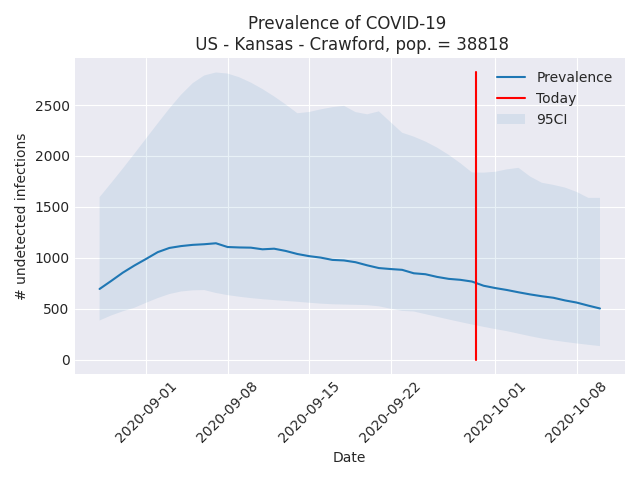 Prevalence of COVID-19
US - Kansas - Crawford, pop. = 38818
Prevalence
Today
95CI
# undetected infections
2500
2000
1500
1000
500
0
2020-09-01
2020-09-08
2020-09-15
2020-09-22
2020-10-01
2020-10-08
Date